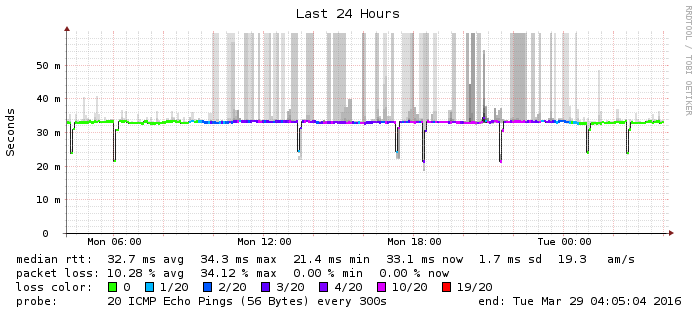 Last 24 Hours
RRDTOOL / TOBI OETIKER
Seconds
50 m
40 m
30 m
20 m
10 m
0
Mon 06:00 Mon 12:00 Mon 18:00 Tue 00:00
median rtt: 32.7 ms avg 34.3 ms max 21.4 ms min 33.1 ms now 1.7 ms sd 19.3 am/s
packet loss: 10.28 % avg 34.12 % max 0.00 % min 0.00 % now
loss color: 0 1/20 2/20 3/20 4/20 10/20 19/20
probe: 20 ICMP Echo Pings (56 Bytes) every 300s end: Tue Mar 29 04:05:04 2016